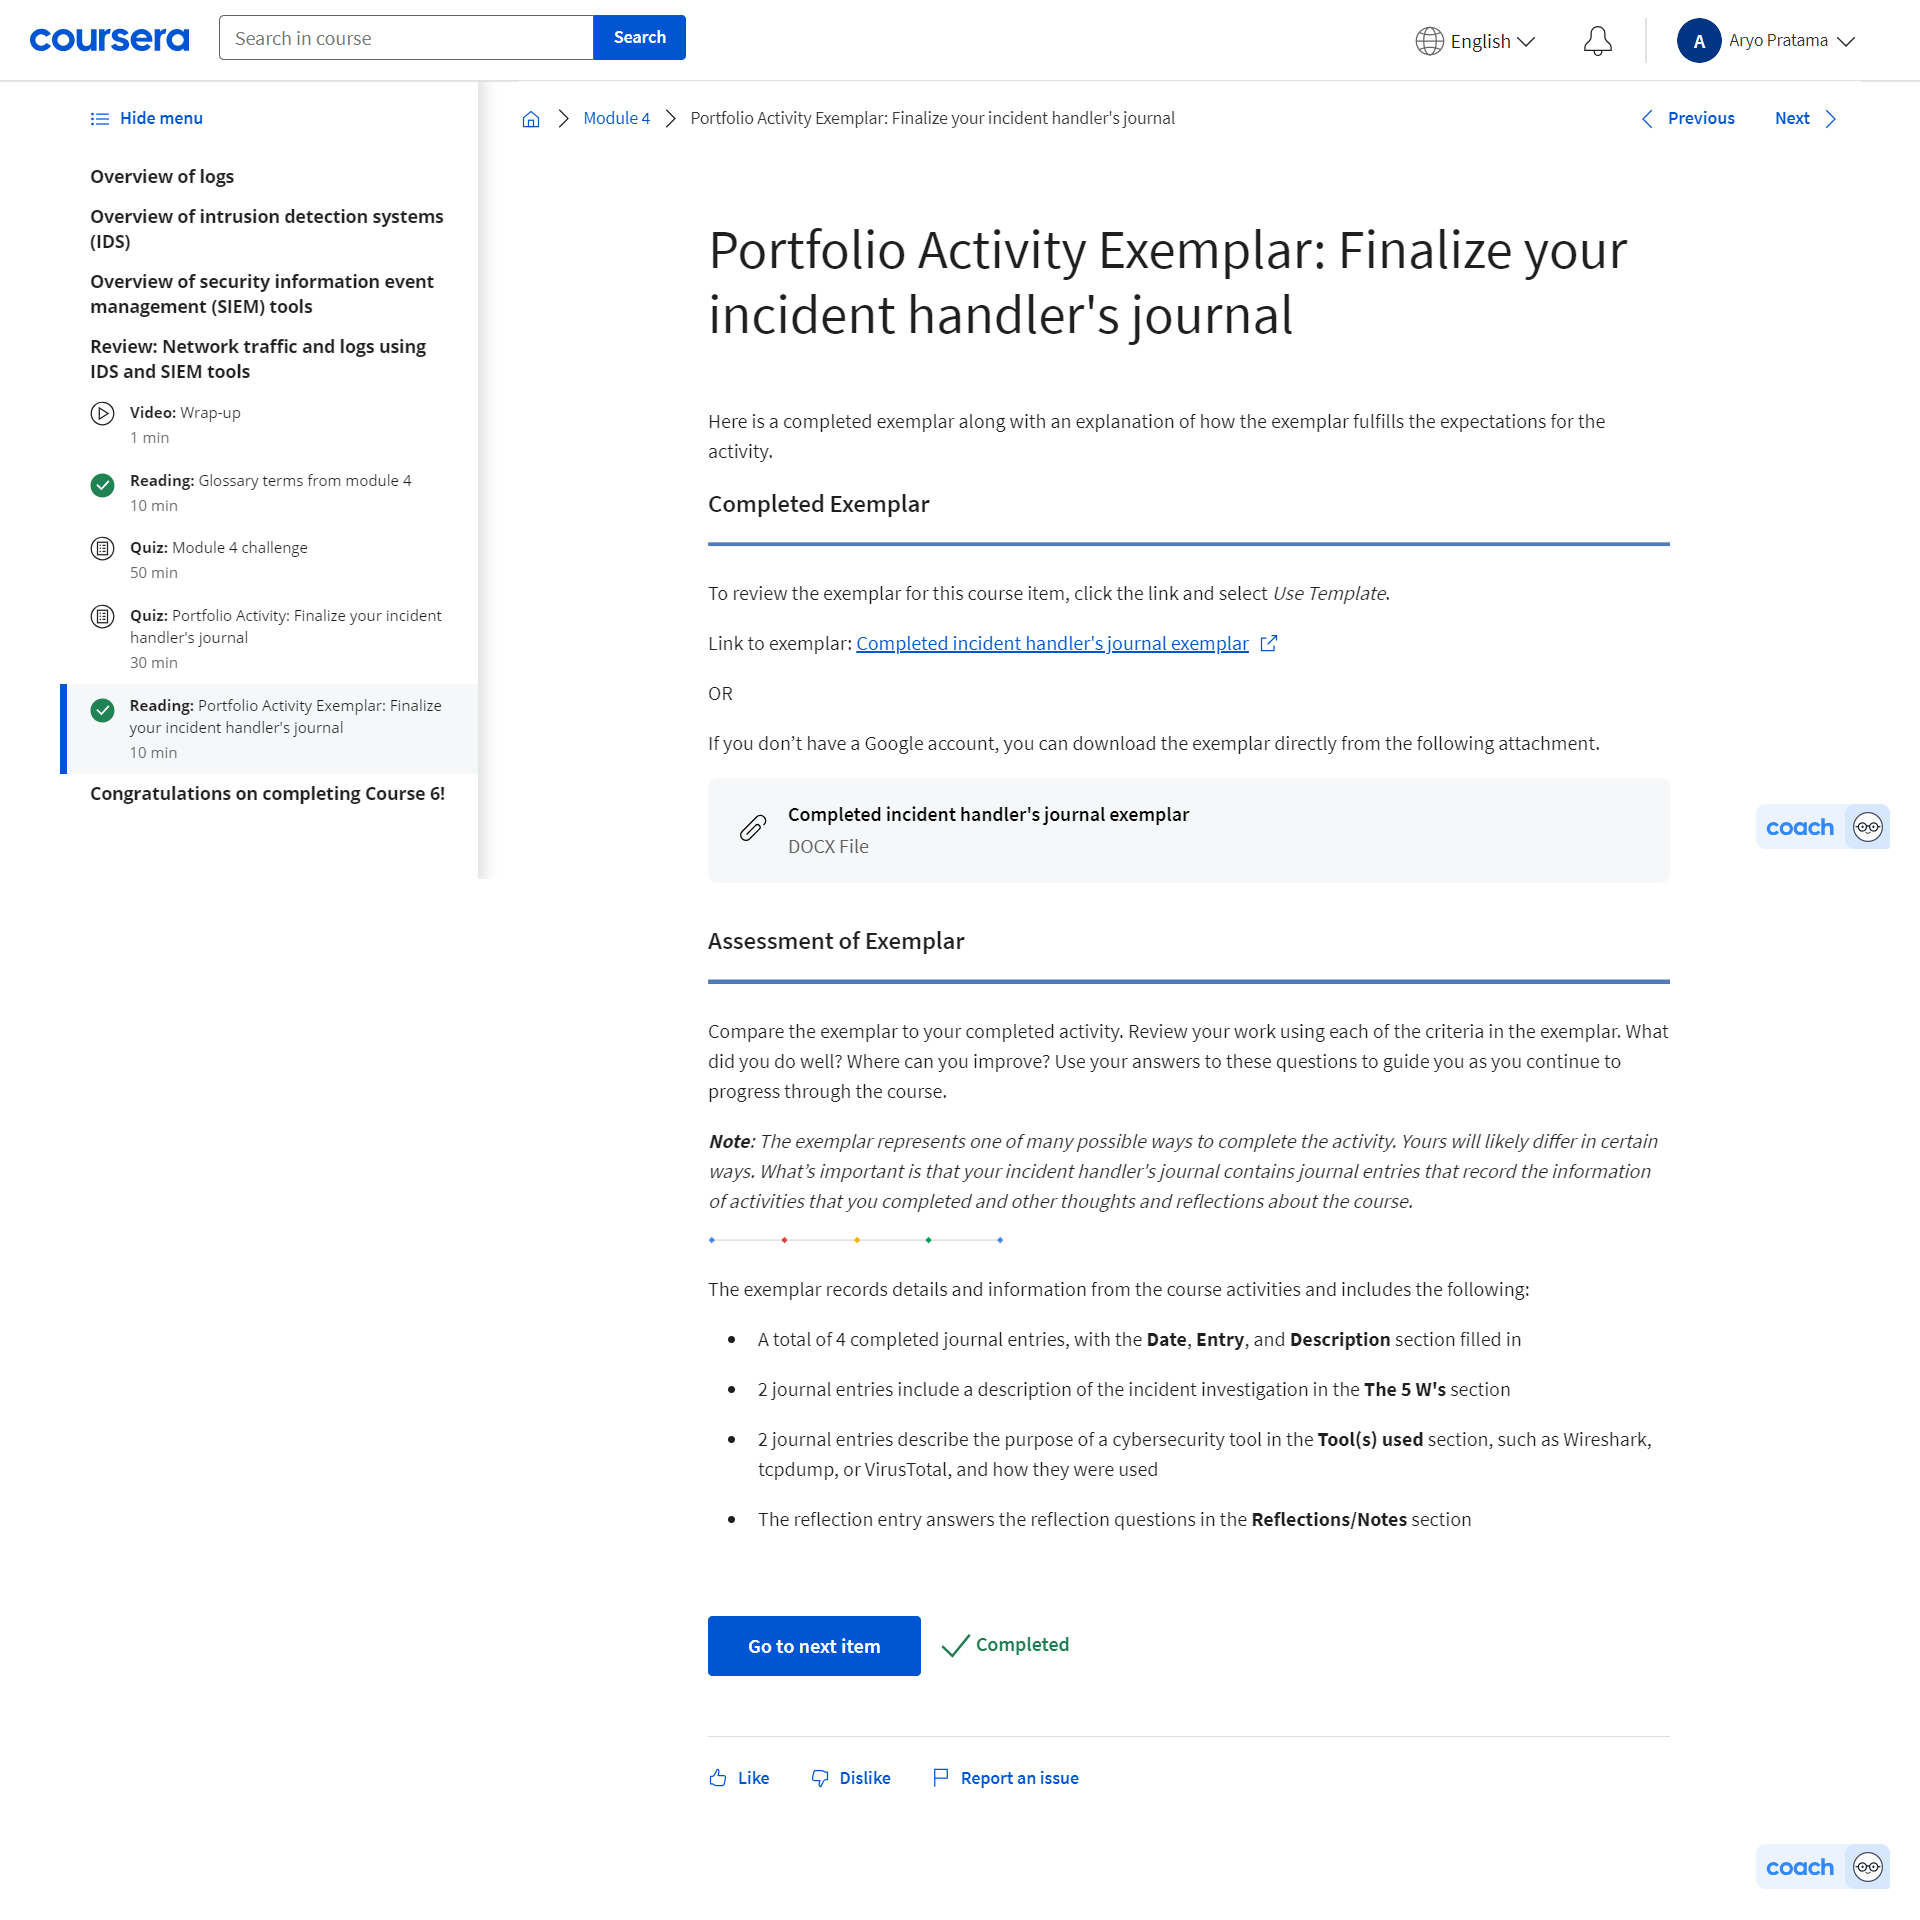 coursera
Search in course
Search
English
A
Aryo Pratama
Hide menu
Overview of logs
Overview of intrusion detection systems
(IDS)
Overview of security information event
management (SIEM) tools
Review: Network traffic and logs using
IDS and SIEM tools
Video: Wrap-up
1 min
Reading: Glossary terms from module 4
10 min
Quiz: Module 4 challenge
50 min
Quiz: Portfolio Activity: Finalize your incident
handler's journal
30 min
Reading: Portfolio Activity Exemplar: Finalize
your incident handler's journal
10 min
Congratulations on completing Course 6!
Module 4
Portfolio Activity Exemplar: Finalize your incident handler's journal
Previous
Next
Portfolio Activity Exemplar: Finalize your
incident handler's journal
Here is a completed exemplar along with an explanation of how the exemplar fulfills the expectations for the
activity.
Completed Exemplar
To review the exemplar for this course item, click the link and select Use Template.
Link to exemplar: Completed incident handler's journal exemplar
OR
If you don’t have a Google account, you can download the exemplar directly from the following attachment.
Completed incident handler's journal exemplar
DOCX File
coach
Assessment of Exemplar
Compare the exemplar to your completed activity. Review your work using each of the criteria in the exemplar. What
did you do well? Where can you improve? Use your answers to these questions to guide you as you continue to
progress through the course.
Note: The exemplar represents one of many possible ways to complete the activity. Yours will likely differ in certain
ways. What’s important is that your incident handler's journal contains journal entries that record the information
of activities that you completed and other thoughts and reflections about the course.
The exemplar records details and information from the course activities and includes the following:
• A total of 4 completed journal entries, with the Date, Entry, and Description section filled in
• 2 journal entries include a description of the incident investigation in the The 5 W's section
• 2 journal entries describe the purpose of a cybersecurity tool in the Tool(s) used section, such as Wireshark,
tcpdump, or VirusTotal, and how they were used
• The reflection entry answers the reflection questions in the Reflections/Notes section
Go to next item
Completed
Like
Dislike
Report an issue
coach